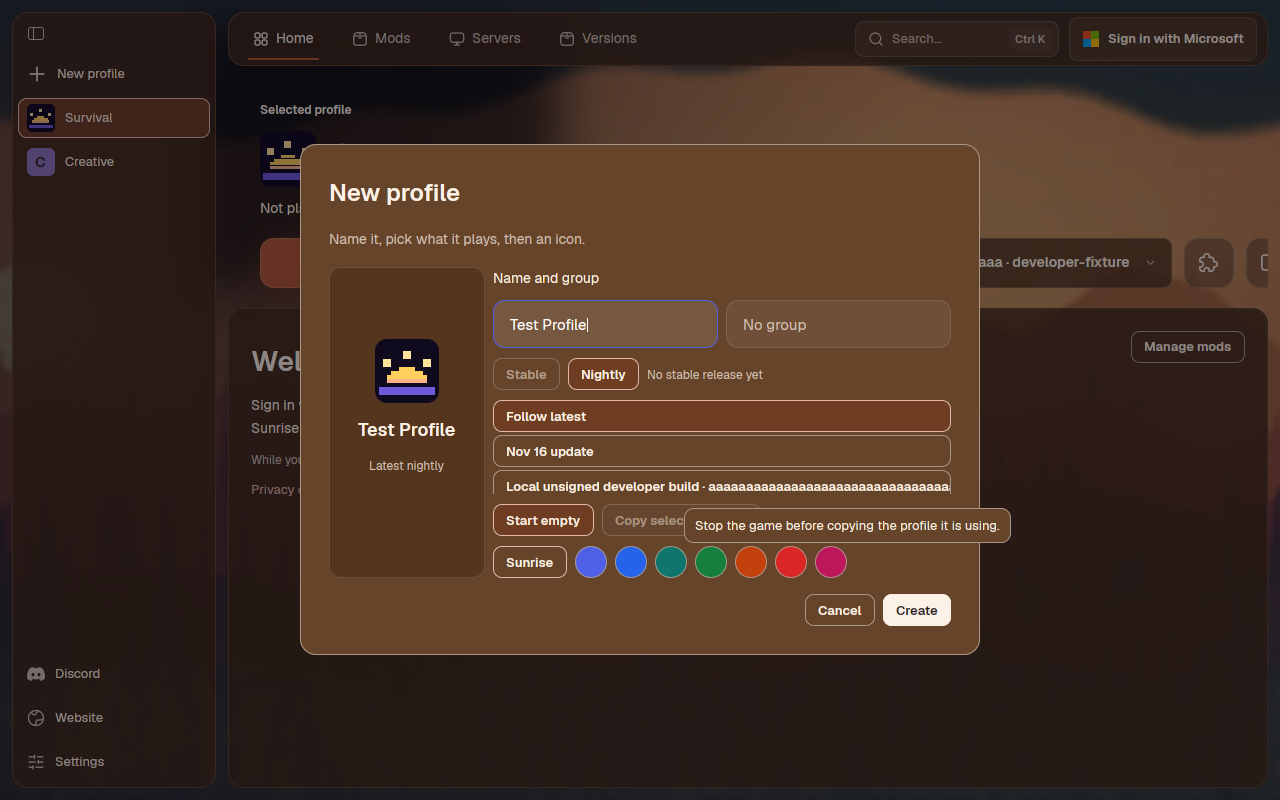 New profile
Survival
C
Creative
Discord
Website
Settings
Home
Mods
Servers
Versions
Search...
Ctrl K
Sign in with Microsoft
Selected profile
Not pl
aaa · developer-fixture
Manage mods
Wel
Sign in
Sunrise
While you
Privacy
New profile
Name it, pick what it plays, then an icon.
Test Profile
Latest nightly
Name and group
Test Profile
No group
Stable
Nightly
No stable release yet
Follow latest
Nov 16 update
Local unsigned developer build · aaaaaaaaaaaaaaaaaaaaaaaaaaaaaaaa
Start empty
Copy selec
Stop the game before copying the profile it is using.
Sunrise
Cancel
Create